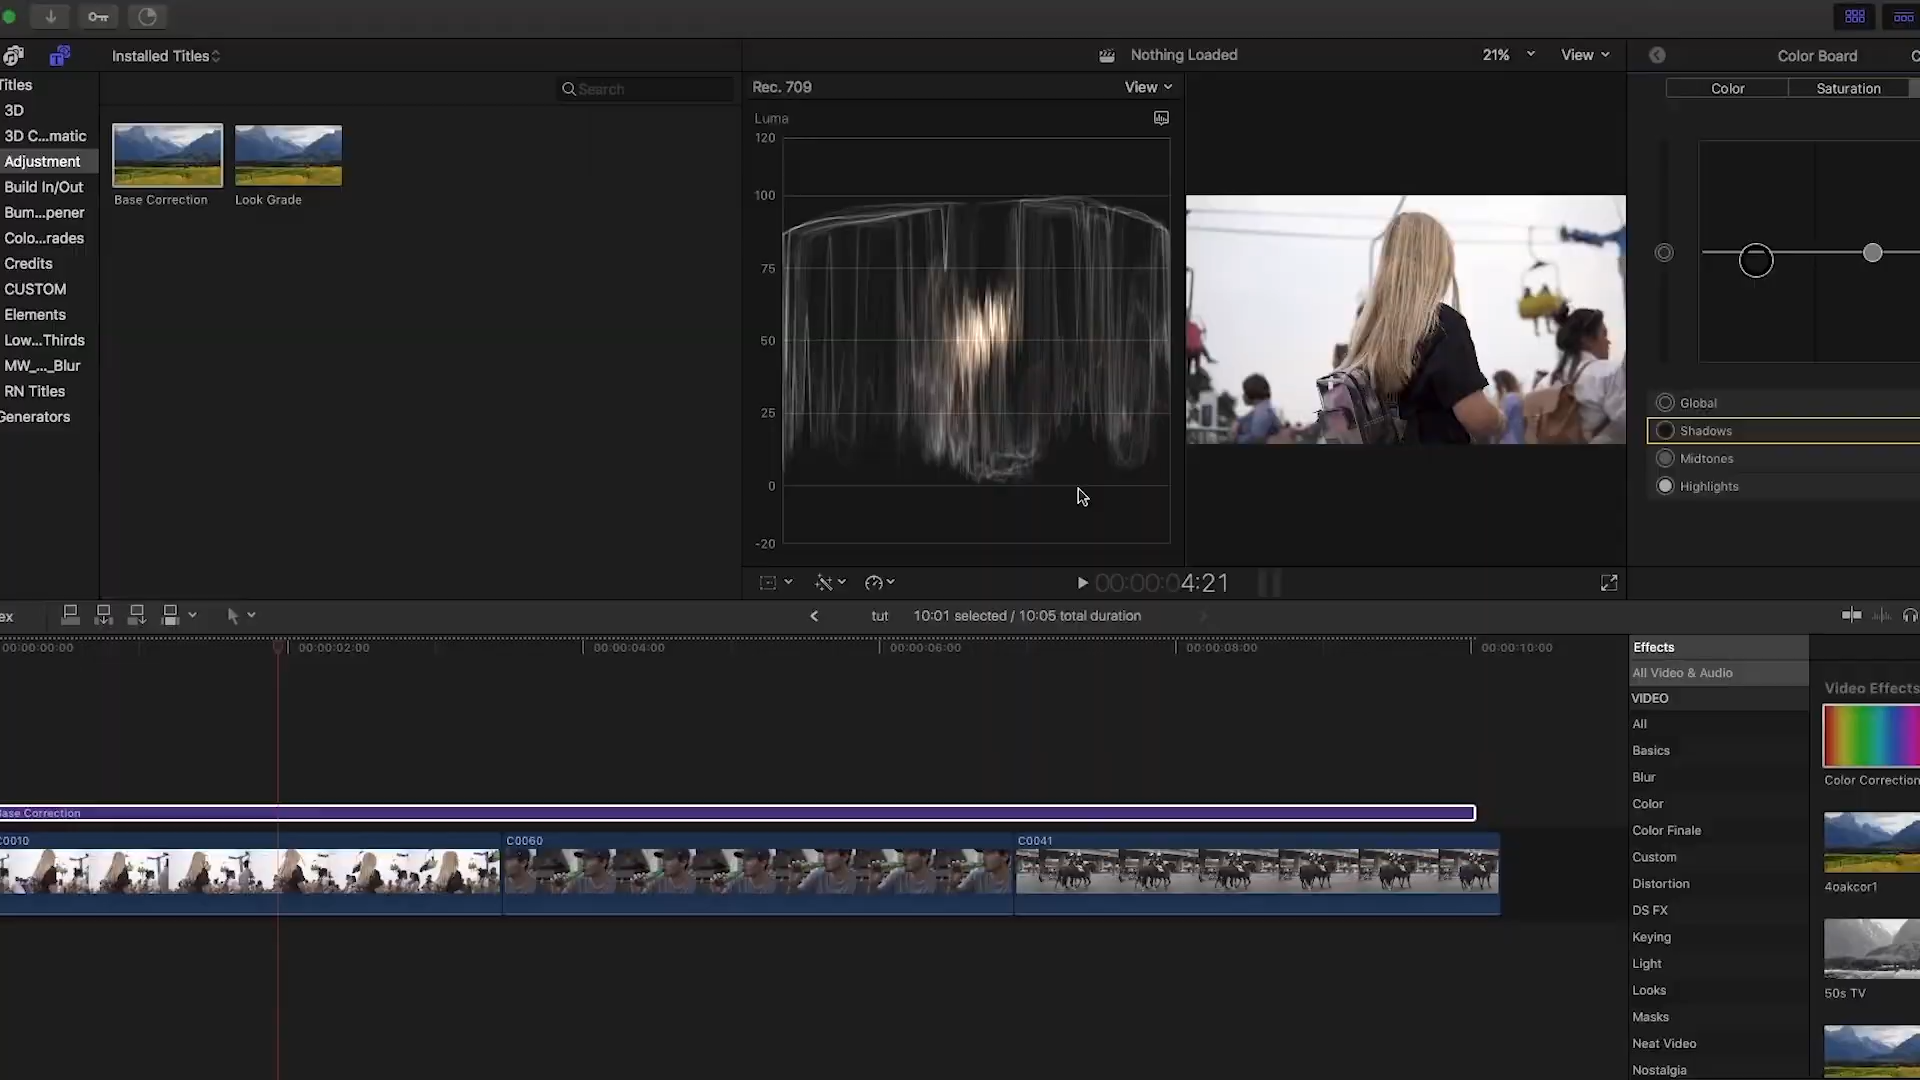 Installed Titles
Nothing Loaded
21%
View
Color Board
Titles
3D
3D C...matic
Adjustment
Build In/Out
Bum...pener
Colo...rades
Credits
CUSTOM
Elements
Low...Thirds
MW_..._Blur
RN Titles
Generators
Search
Base Correction
Look Grade
Rec. 709
View
Luma
120
100
75
50
25
0
-20
Color
Saturation
Global
Shadows
Midtones
Highlights
00:00:04:21
ex
tut
10:01 selected / 10:05 total duration
00:00:00:00
00:00:02:00
00:00:04:00
00:00:06:00
00:00:08:00
00:00:10:00
Base Correction
C0010
C0060
C0041
Effects
All Video & Audio
VIDEO
All
Basics
Blur
Color
Color Finale
Custom
Distortion
DS FX
Keying
Light
Looks
Masks
Neat Video
Nostalgia
Video Effects
Color Correction
4oakcor1
50s TV